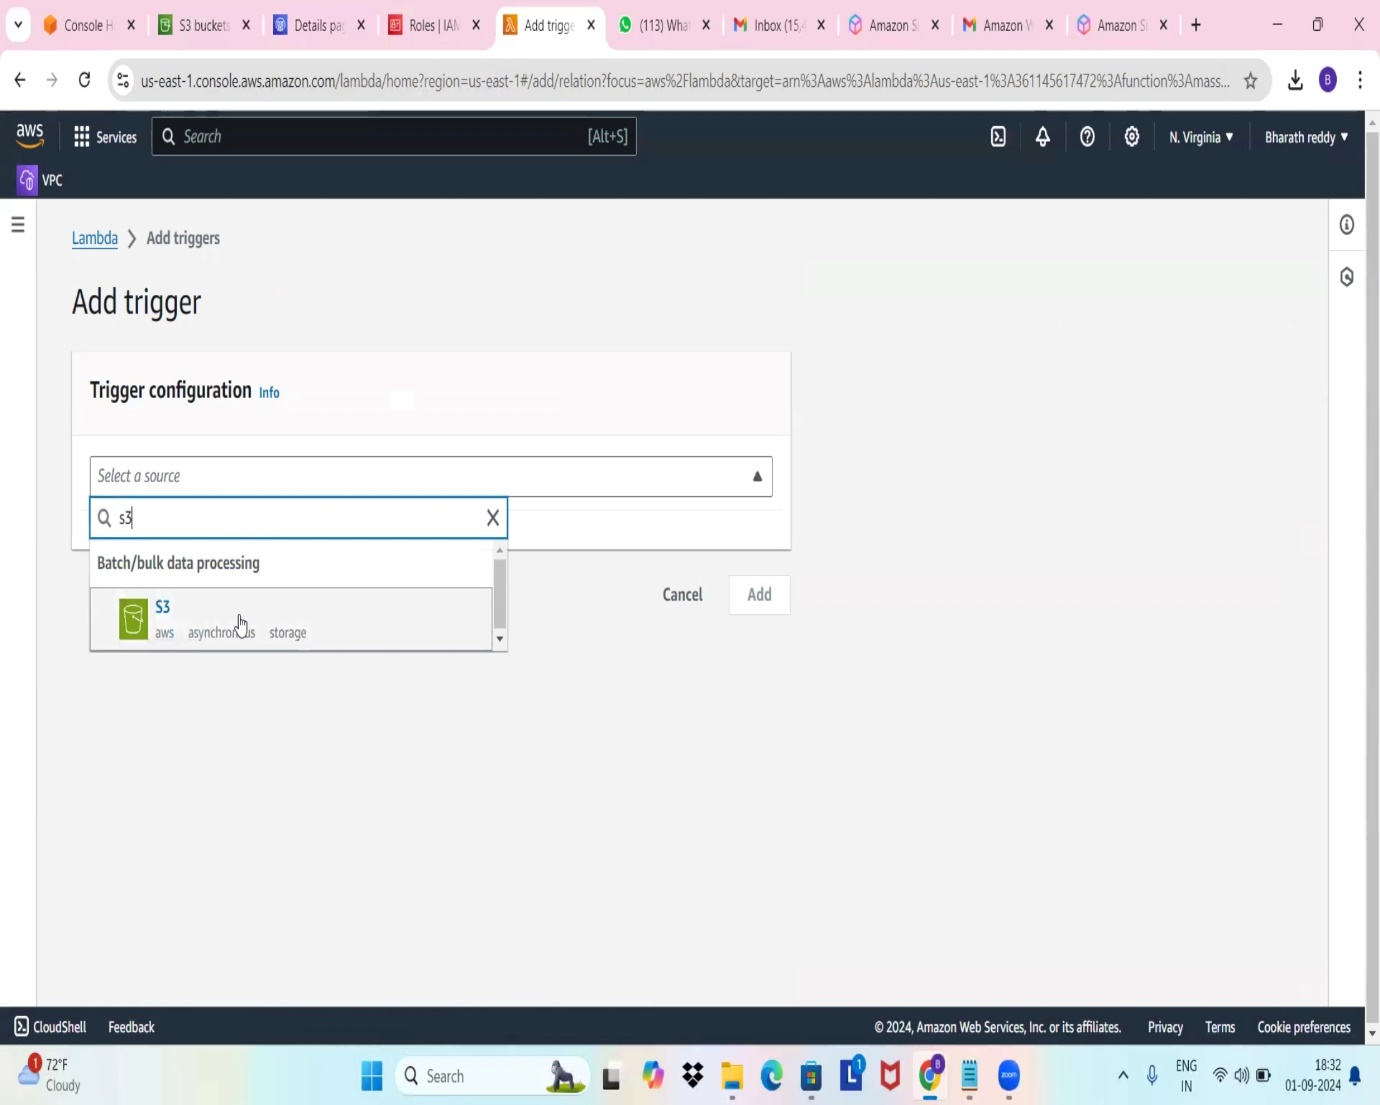 Console H
S3 buckets
Details pa
Roles | IAM
Add trigge
(113) What
Inbox (15,4
Amazon S
Amazon V
Amazon S
us-east-1.console.aws.amazon.com/lambda/home?region=us-east-1#/add/relation?focus=aws%2Flambda&target=arn%3Aaws%3Alambda%3Aus-east-1%3A361145617472%3Afunction%3Amass...
B
aws
Services
Search
[Alt+S]
N. Virginia
Bharath reddy
VPC
Lambda
Add triggers
Add trigger
Trigger configuration Info
Select a source
s3
Batch/bulk data processing
S3
aws asynchronous storage
Cancel
Add
CloudShell
Feedback
© 2024, Amazon Web Services, Inc. or its affiliates.
Privacy
Terms
Cookie preferences
1
72°F
Cloudy
Search
L
1
B
zoom
ENG
IN
18:32
01-09-2024